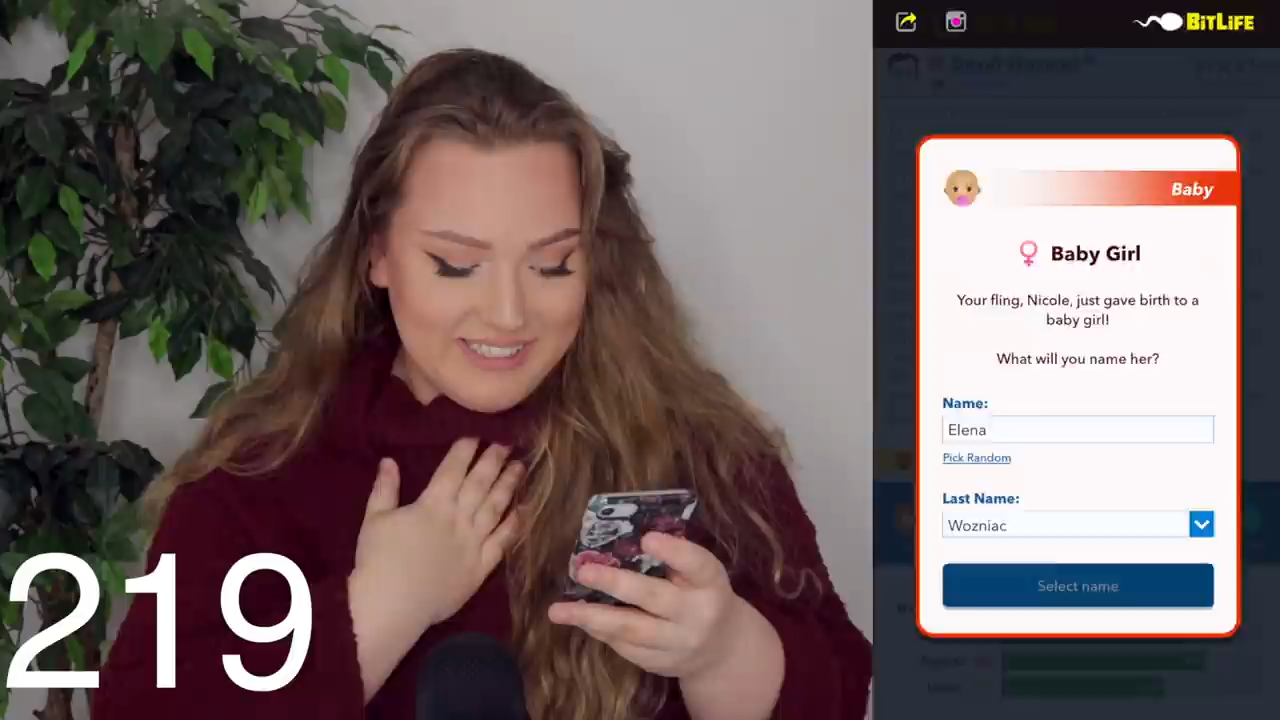 BITLIFE
Baby
Baby Girl
Your fling, Nicole, just gave birth to a
baby girl!
What will you name her?
Name:
Elena
Pick Random
Last Name:
Wozniac
Select name
219